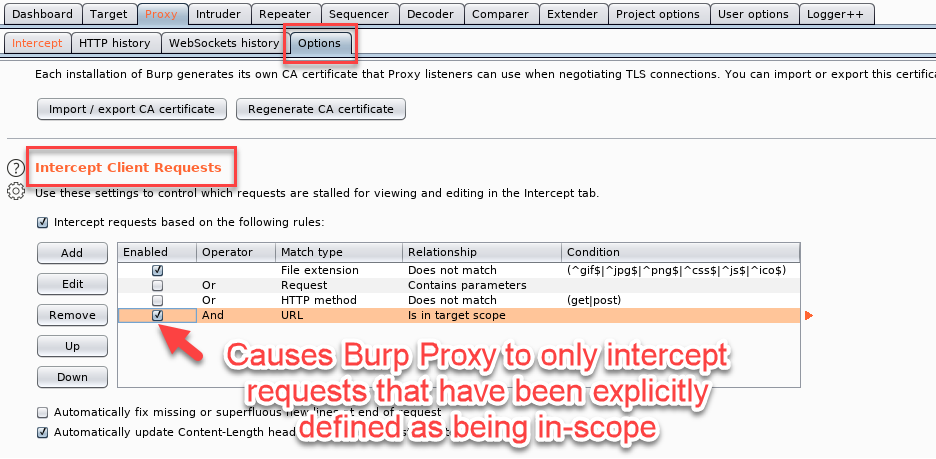 Dashboard Target Proxy Intruder Repeater Sequencer Decoder Comparer Extender Project options User options Logger++
Intercept HTTP history WebSockets history Options
Each installation of Burp generates its own CA certificate that Proxy listeners can use when negotiating TLS connections. You can import or export this certifica
Import / export CA certificate Regenerate CA certificate
? Intercept Client Requests
Use these settings to control which requests are stalled for viewing and editing in the Intercept tab.
Intercept requests based on the following rules:
Add Enabled Operator Match type Relationship Condition
File extension Does not match (^gif$|^jpg$|^png$|^css$|^js$|^ico$)
Edit Or Request Contains parameters
Or HTTP method Does not match (get|post)
Remove And URL Is in target scope
Up
Down
Causes Burp Proxy to only intercept
requests that have been explicitly
defined as being in-scope
Automatically fix missing or superfluous new lines at end of request
Automatically update Content-Length head